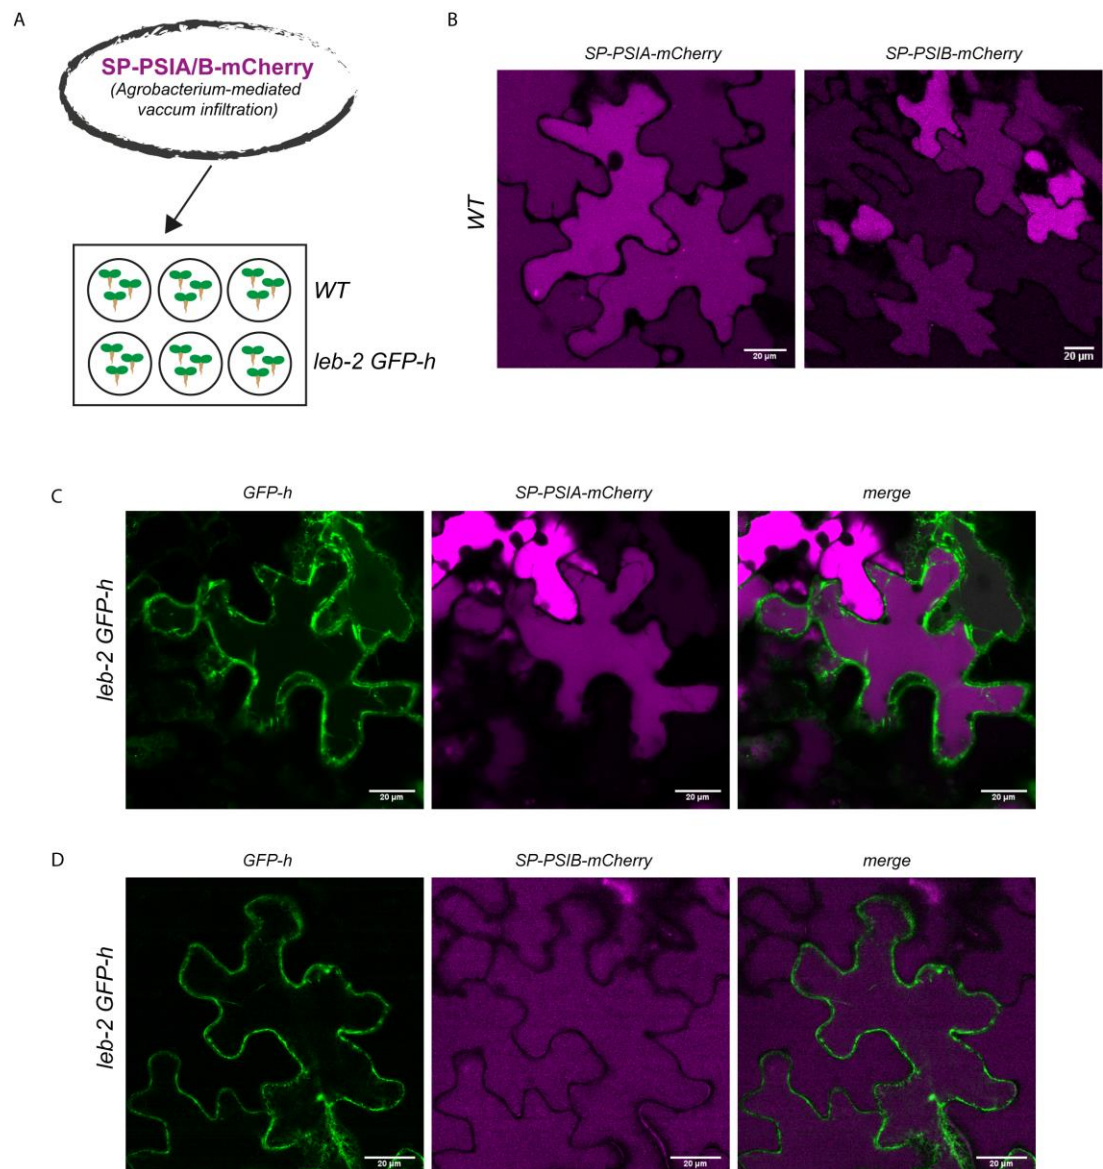 A
SP-PSIA/B-mCherry
(Agrobacterium-mediated
vaccum infiltration)
WT
leb-2 GFP-h
B
SP-PSIA-mCherry
SP-PSIB-mCherry
WT
20 µm
20 µm
C
GFP-h
SP-PSIA-mCherry
merge
leb-2 GFP-h
20 µm
20 µm
20 µm
D
GFP-h
SP-PSIB-mCherry
merge
leb-2 GFP-h
20 µm
20 µm
20 µm